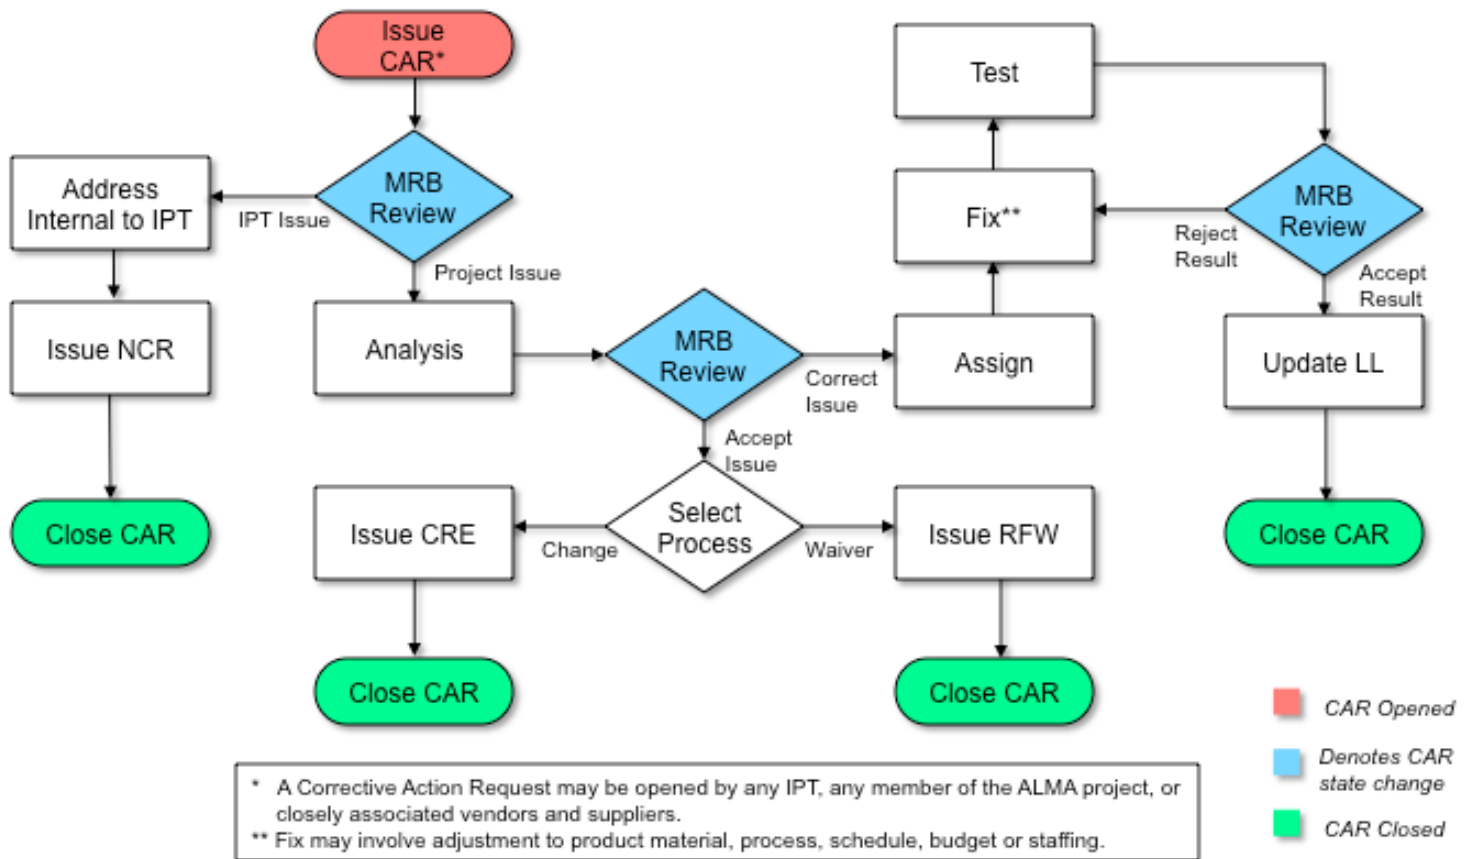 Issue
CAR*
Test
MRB
Review
Address
Internal to IPT
IPT Issue
Fix**
MRB
Review
Reject
Result
Project Issue
Accept
Result
Issue NCR
Analysis
MRB
Review
Correct
Issue
Assign
Update LL
Accept
Issue
Close CAR
Issue CRE
Change
Select
Process
Waiver
Issue RFW
Close CAR
Close CAR
Close CAR
CAR Opened
Denotes CAR
state change
CAR Closed
* A Corrective Action Request may be opened by any IPT, any member of the ALMA project, or
closely associated vendors and suppliers.
** Fix may involve adjustment to product material, process, schedule, budget or staffing.